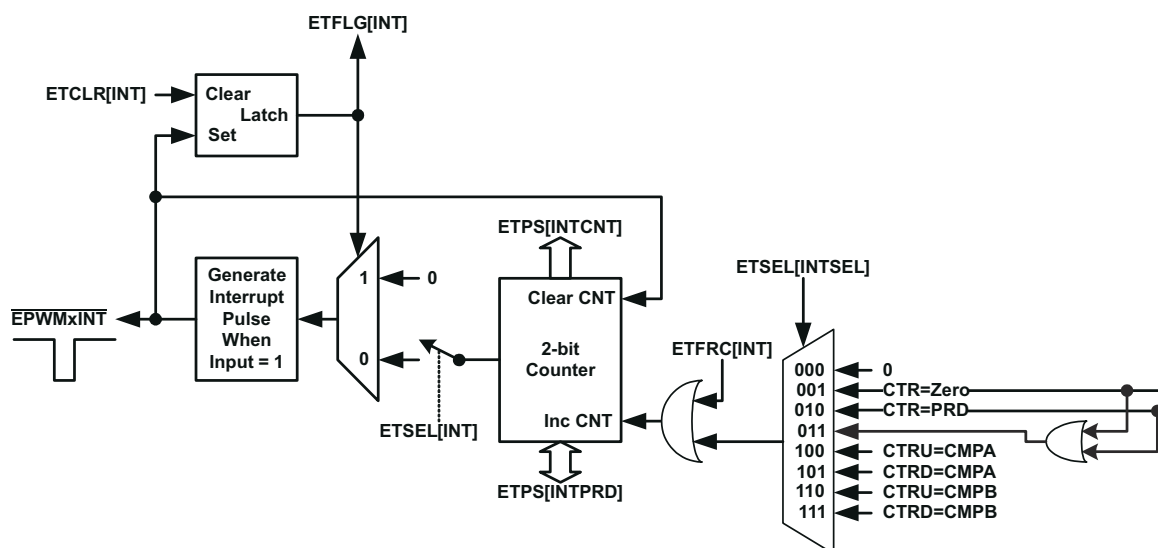 ETFLG[INT]
ETCLR[INT]
Clear
Latch
Set
ETPS[INTCNT]
ETSEL[INTSEL]
Generate
Interrupt
Pulse
When
Input = 1
EPWMxINT
1
0
0
Clear CNT
2-bit
Counter
Inc CNT
ETSEL[INT]
ETPS[INTPRD]
ETFRC[INT]
000
0
001
CTR=Zero
010
CTR=PRD
011
100
CTRU=CMPA
101
CTRD=CMPA
110
CTRU=CMPB
111
CTRD=CMPB